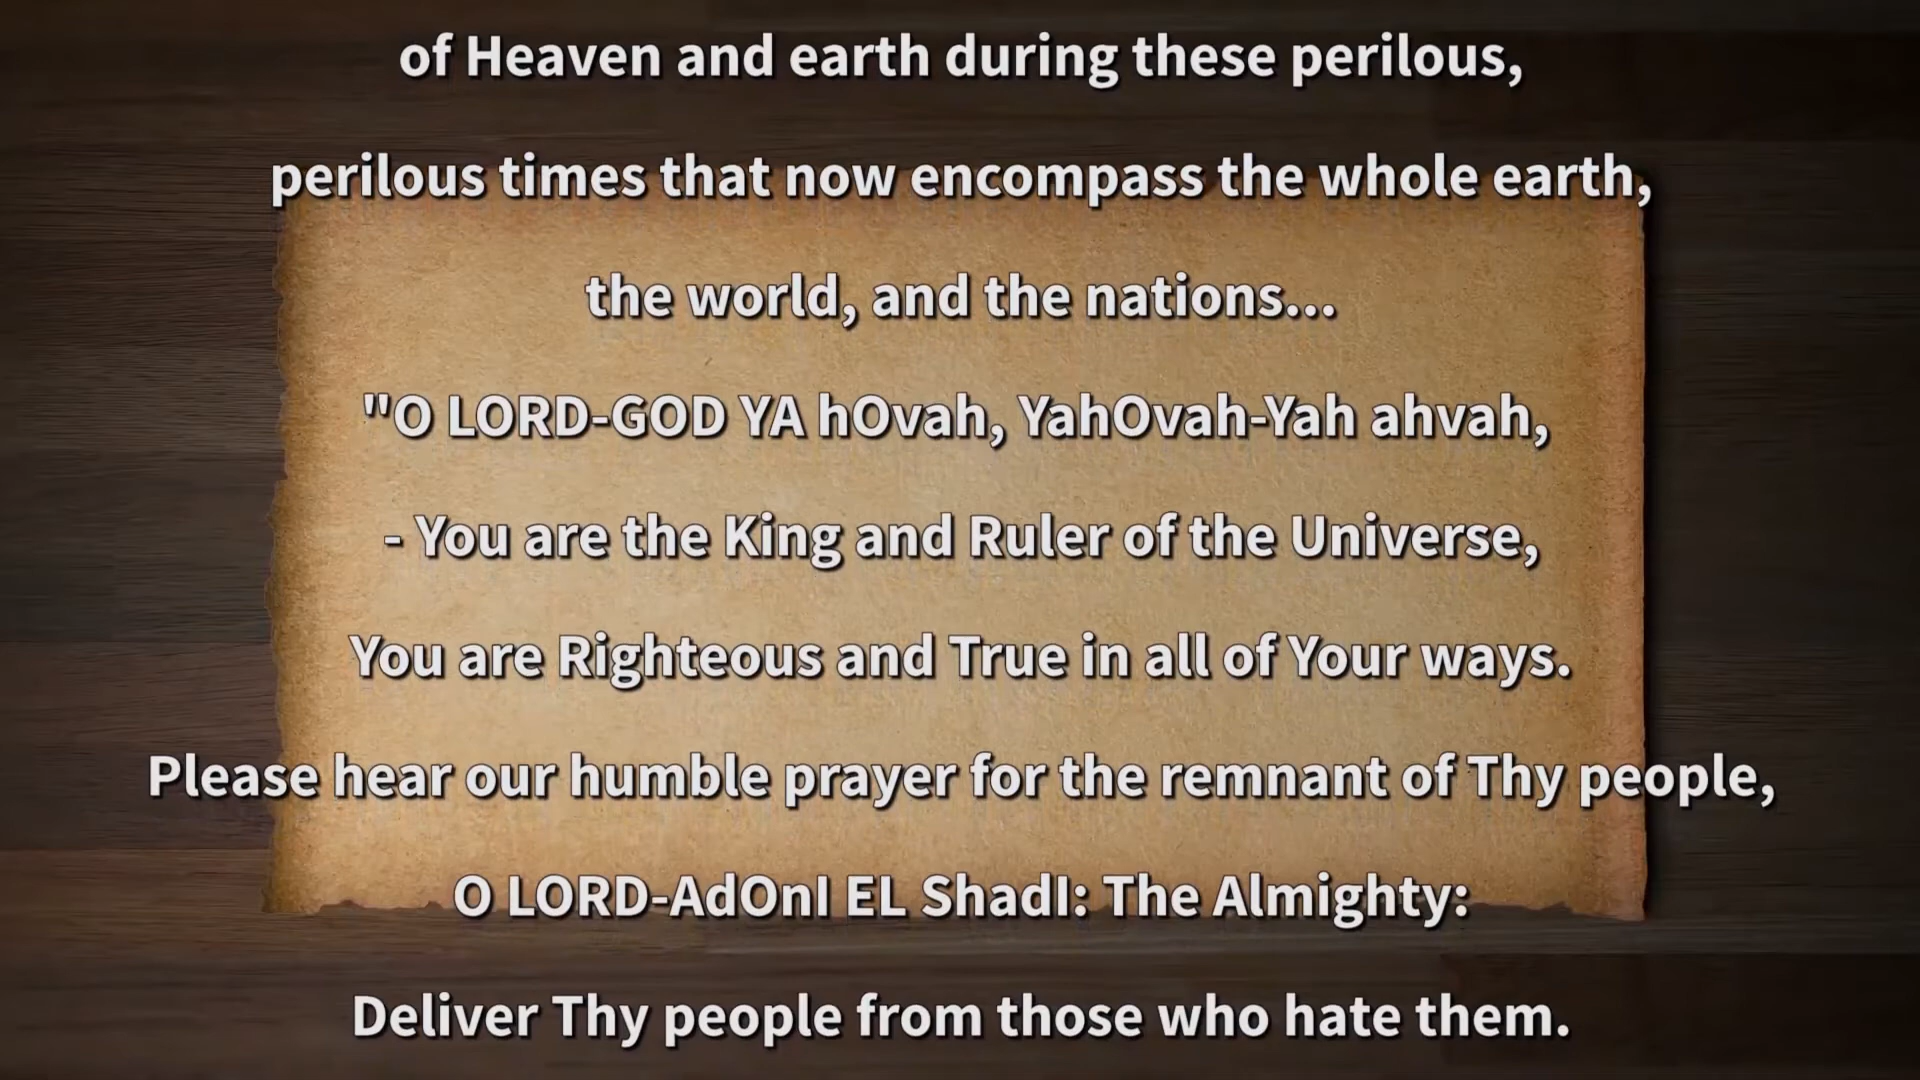 of Heaven and earth during these perilous,
perilous times that now encompass the whole earth,
the world, and the nations...
"O LORD-GOD YA hOvah, YahOvah-Yah ahvah,
- You are the King and Ruler of the Universe,
You are Righteous and True in all of Your ways.
Please hear our humble prayer for the remnant of Thy people,
O LORD-AdOnI EL ShadI: The Almighty:
Deliver Thy people from those who hate them.